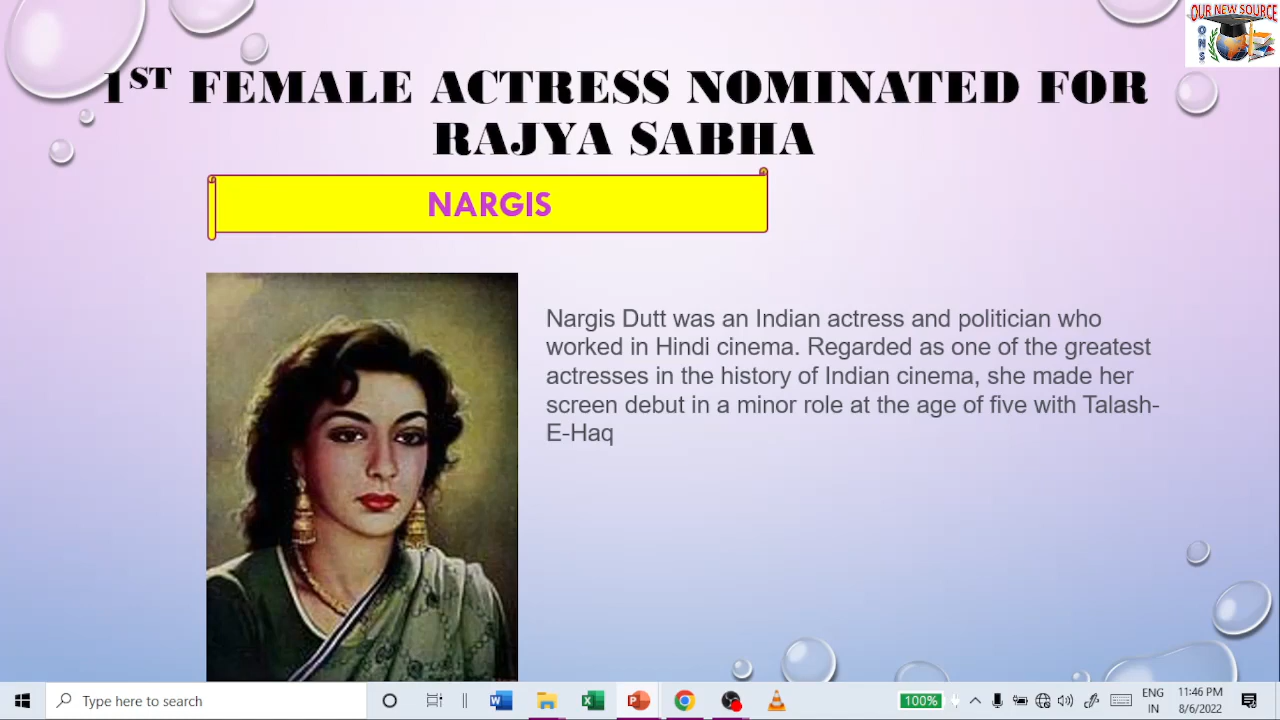 OUR NEW SOURCE
ONS
1ST FEMALE ACTRESS NOMINATED FOR
RAJYA SABHA
NARGIS
Nargis Dutt was an Indian actress and politician who
worked in Hindi cinema. Regarded as one of the greatest
actresses in the history of Indian cinema, she made her
screen debut in a minor role at the age of five with Talash-
E-Haq
Type here to search
100%
ENG
IN
11:46 PM
8/6/2022